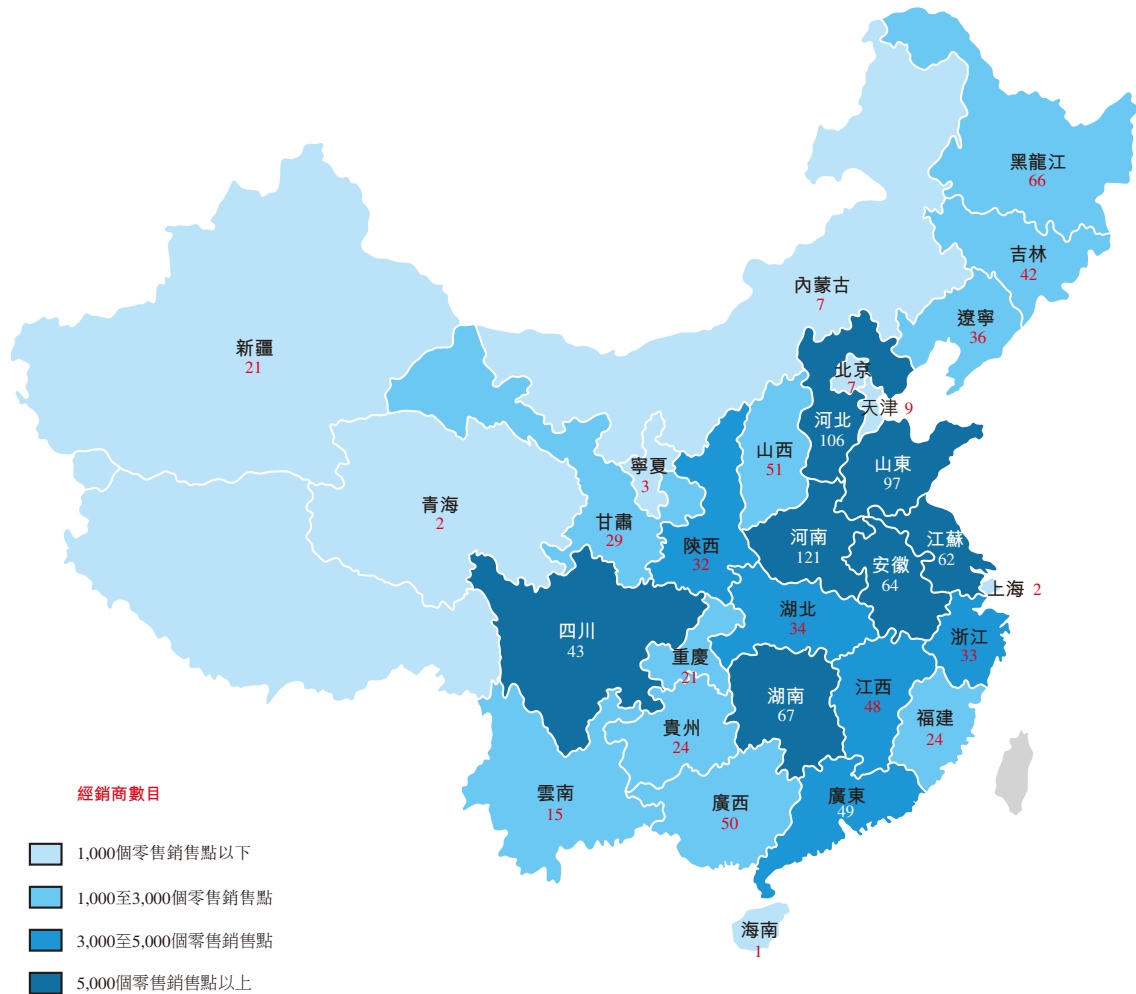 黑龍江
66
吉林
42
內蒙古
7
遼寧
36
新疆
21
北京
7
天津 9
河北
106
山西
51
山東
97
寧夏
3
青海
2
甘肅
29
陝西
32
河南
121
江蘇
62
安徽
64
上海 2
四川
43
湖北
34
浙江
33
重慶
21
湖南
67
江西
48
福建
24
貴州
24
雲南
15
廣西
50
廣東
49
海南
1
經銷商數目
1,000個零售銷售點以下
1,000至3,000個零售銷售點
3,000至5,000個零售銷售點
5,000個零售銷售點以上